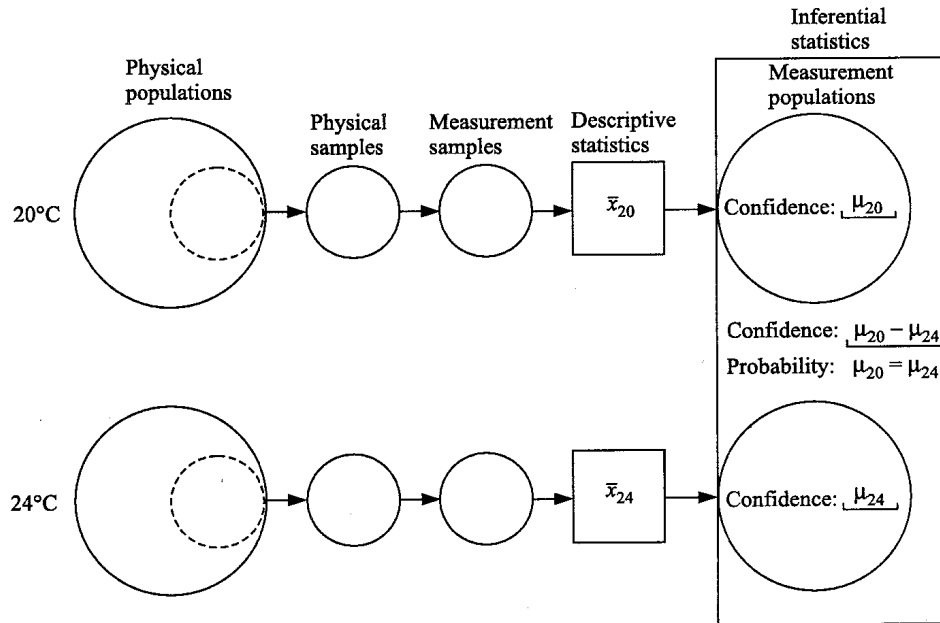 Inferential
statistics
Physical
populations
Measurement
populations
Physical
samples
Measurement
samples
Descriptive
statistics
20°C
x̄₂₀
Confidence: μ₂₀
Confidence: μ₂₀ − μ₂₄
Probability: μ₂₀ = μ₂₄
24°C
x̄₂₄
Confidence: μ₂₄